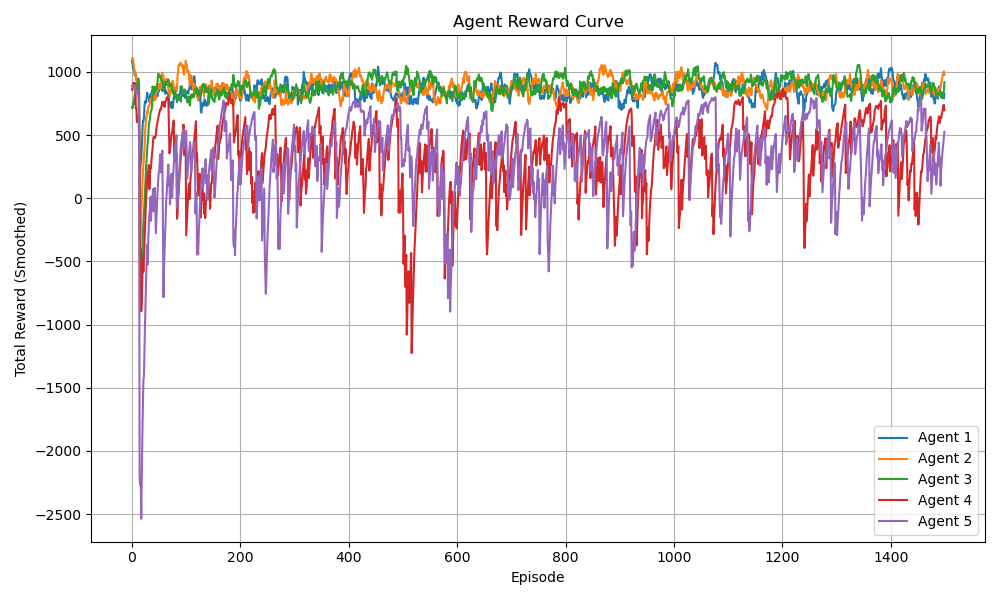 Agent Reward Curve
Total Reward (Smoothed)
1000
500
0
−500
−1000
−1500
−2000
−2500
0 200 400 600 800 1000 1200 1400
Episode
Agent 1
Agent 2
Agent 3
Agent 4
Agent 5